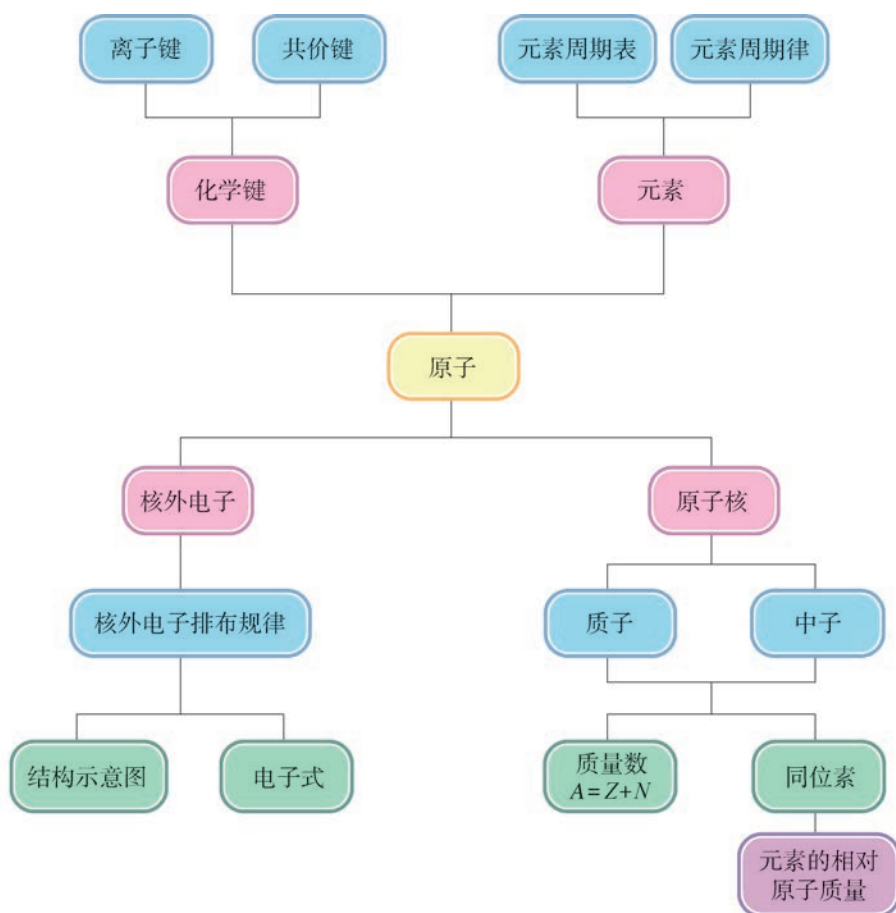 离子键
共价键
元素周期表
元素周期律
化学键
元素
原子
核外电子
原子核
核外电子排布规律
质子
中子
结构示意图
电子式
质量数
A=Z+N
同位素
元素的相对
原子质量